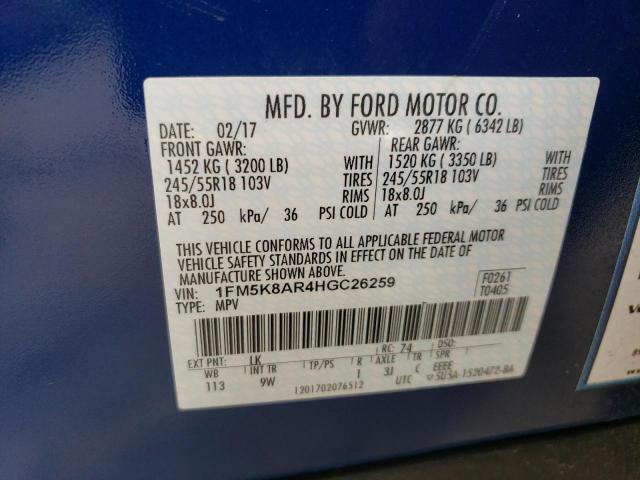 MFD. BY FORD MOTOR CO.
DATE: 02/17 GVWR: 2877 KG ( 6342 LB)
FRONT GAWR: REAR GAWR:
1452 KG ( 3200 LB) WITH 1520 KG ( 3350 LB) WITH
245/55R18 103V TIRES 245/55R18 103V TIRES
18x8.0J RIMS 18x8.0J RIMS
AT 250 kPa/ 36 PSI COLD AT 250 kPa/ 36 PSI COLD
THIS VEHICLE CONFORMS TO ALL APPLICABLE FEDERAL MOTOR
VEHICLE SAFETY STANDARDS IN EFFECT ON THE DATE OF
MANUFACTURE SHOWN ABOVE.
VIN: 1FM5K8AR4HGC26259 F0261
TYPE: MPV T0405
EXT PNT: LK RC: 74 DSO:
WB INT TR TP/PS R AXLE TR SPR
113 9W 1 3J C EEEE
1201702076512 UTC